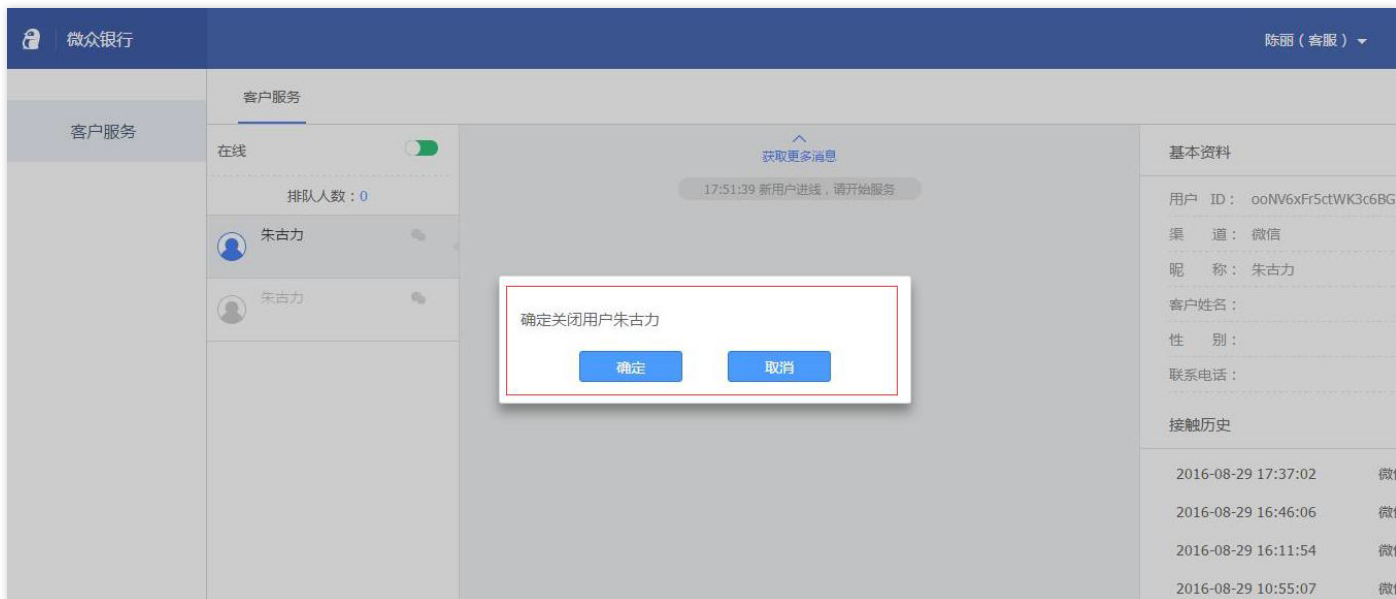 微众银行
陈丽（客服）
客户服务
客户服务
在线
排队人数：0
朱古力
朱古力
获取更多消息
17:51:39 新用户进线，请开始服务
确定关闭用户朱古力
确定 取消
基本资料
用户 ID： ooNV6xFr5ctWK3c6BG
渠 道： 微信
昵 称： 朱古力
客户姓名：
性 别：
联系电话：
接触历史
2016-08-29 17:37:02 微
2016-08-29 16:46:06 微
2016-08-29 16:11:54 微
2016-08-29 10:55:07 微